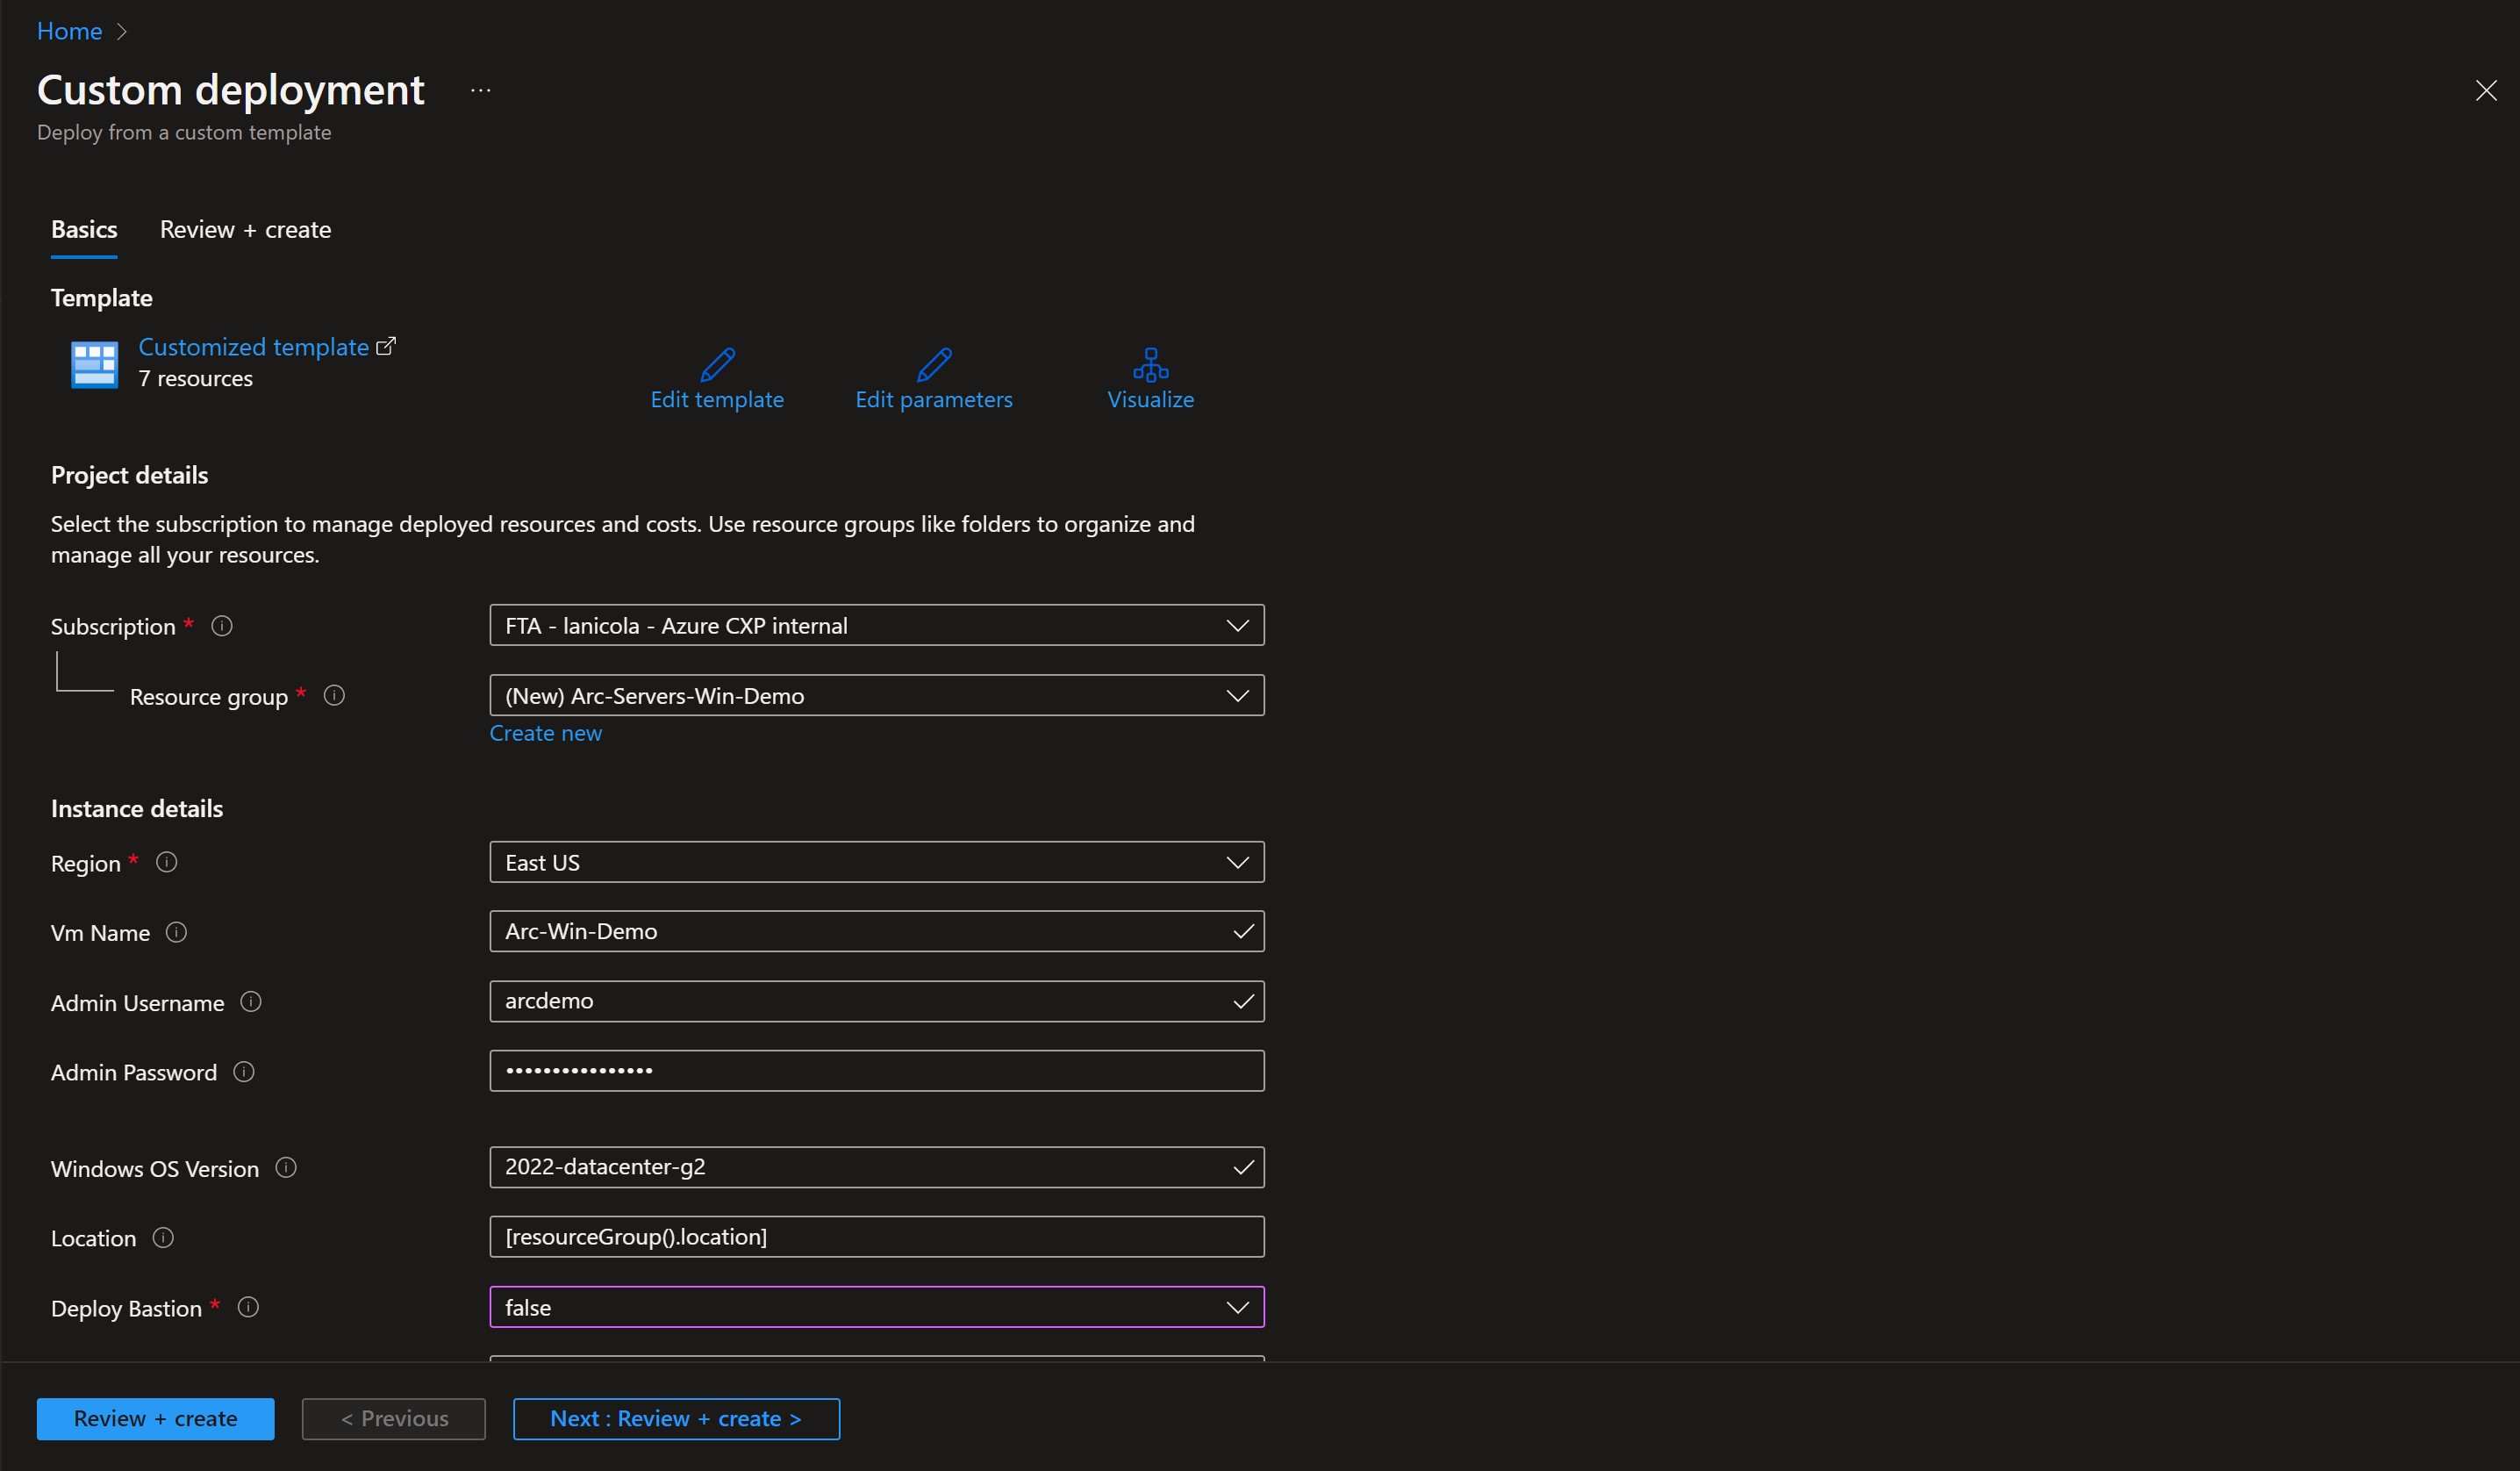 Home
Custom deployment ...
Deploy from a custom template
Basics Review + create
Template
Customized template
7 resources
Edit template Edit parameters Visualize
Project details
Select the subscription to manage deployed resources and costs. Use resource groups like folders to organize and
manage all your resources.
Subscription * FTA - lanicola - Azure CXP internal
Resource group * (New) Arc-Servers-Win-Demo
Create new
Instance details
Region * East US
Vm Name Arc-Win-Demo
Admin Username arcdemo
Admin Password ••••••••••••••••
Windows OS Version 2022-datacenter-g2
Location [resourceGroup().location]
Deploy Bastion * false
Review + create < Previous Next : Review + create >